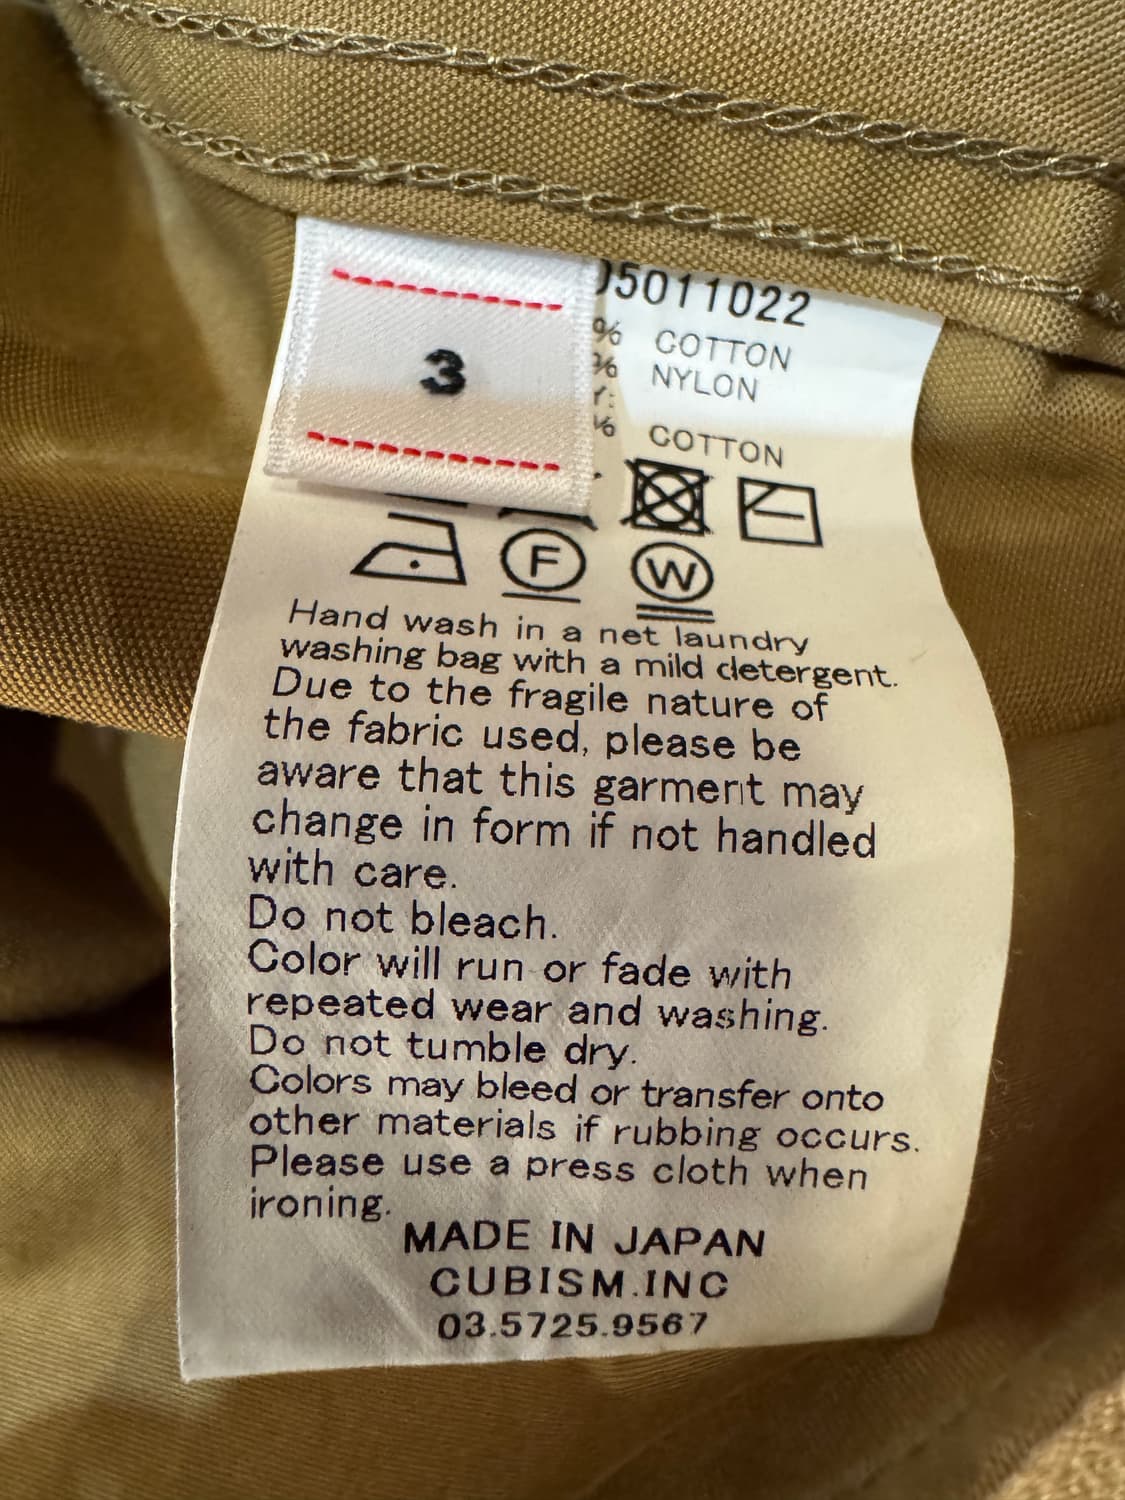 3
5011022
% COTTON
% NYLON
Y:
% COTTON
F
W
Hand wash in a net laundry
washing bag with a mild detergent.
Due to the fragile nature of
the fabric used, please be
aware that this garment may
change in form if not handled
with care.
Do not bleach.
Color will run or fade with
repeated wear and washing.
Do not tumble dry.
Colors may bleed or transfer onto
other materials if rubbing occurs.
Please use a press cloth when
ironing.
MADE IN JAPAN
CUBISM.INC
03.5725.9567